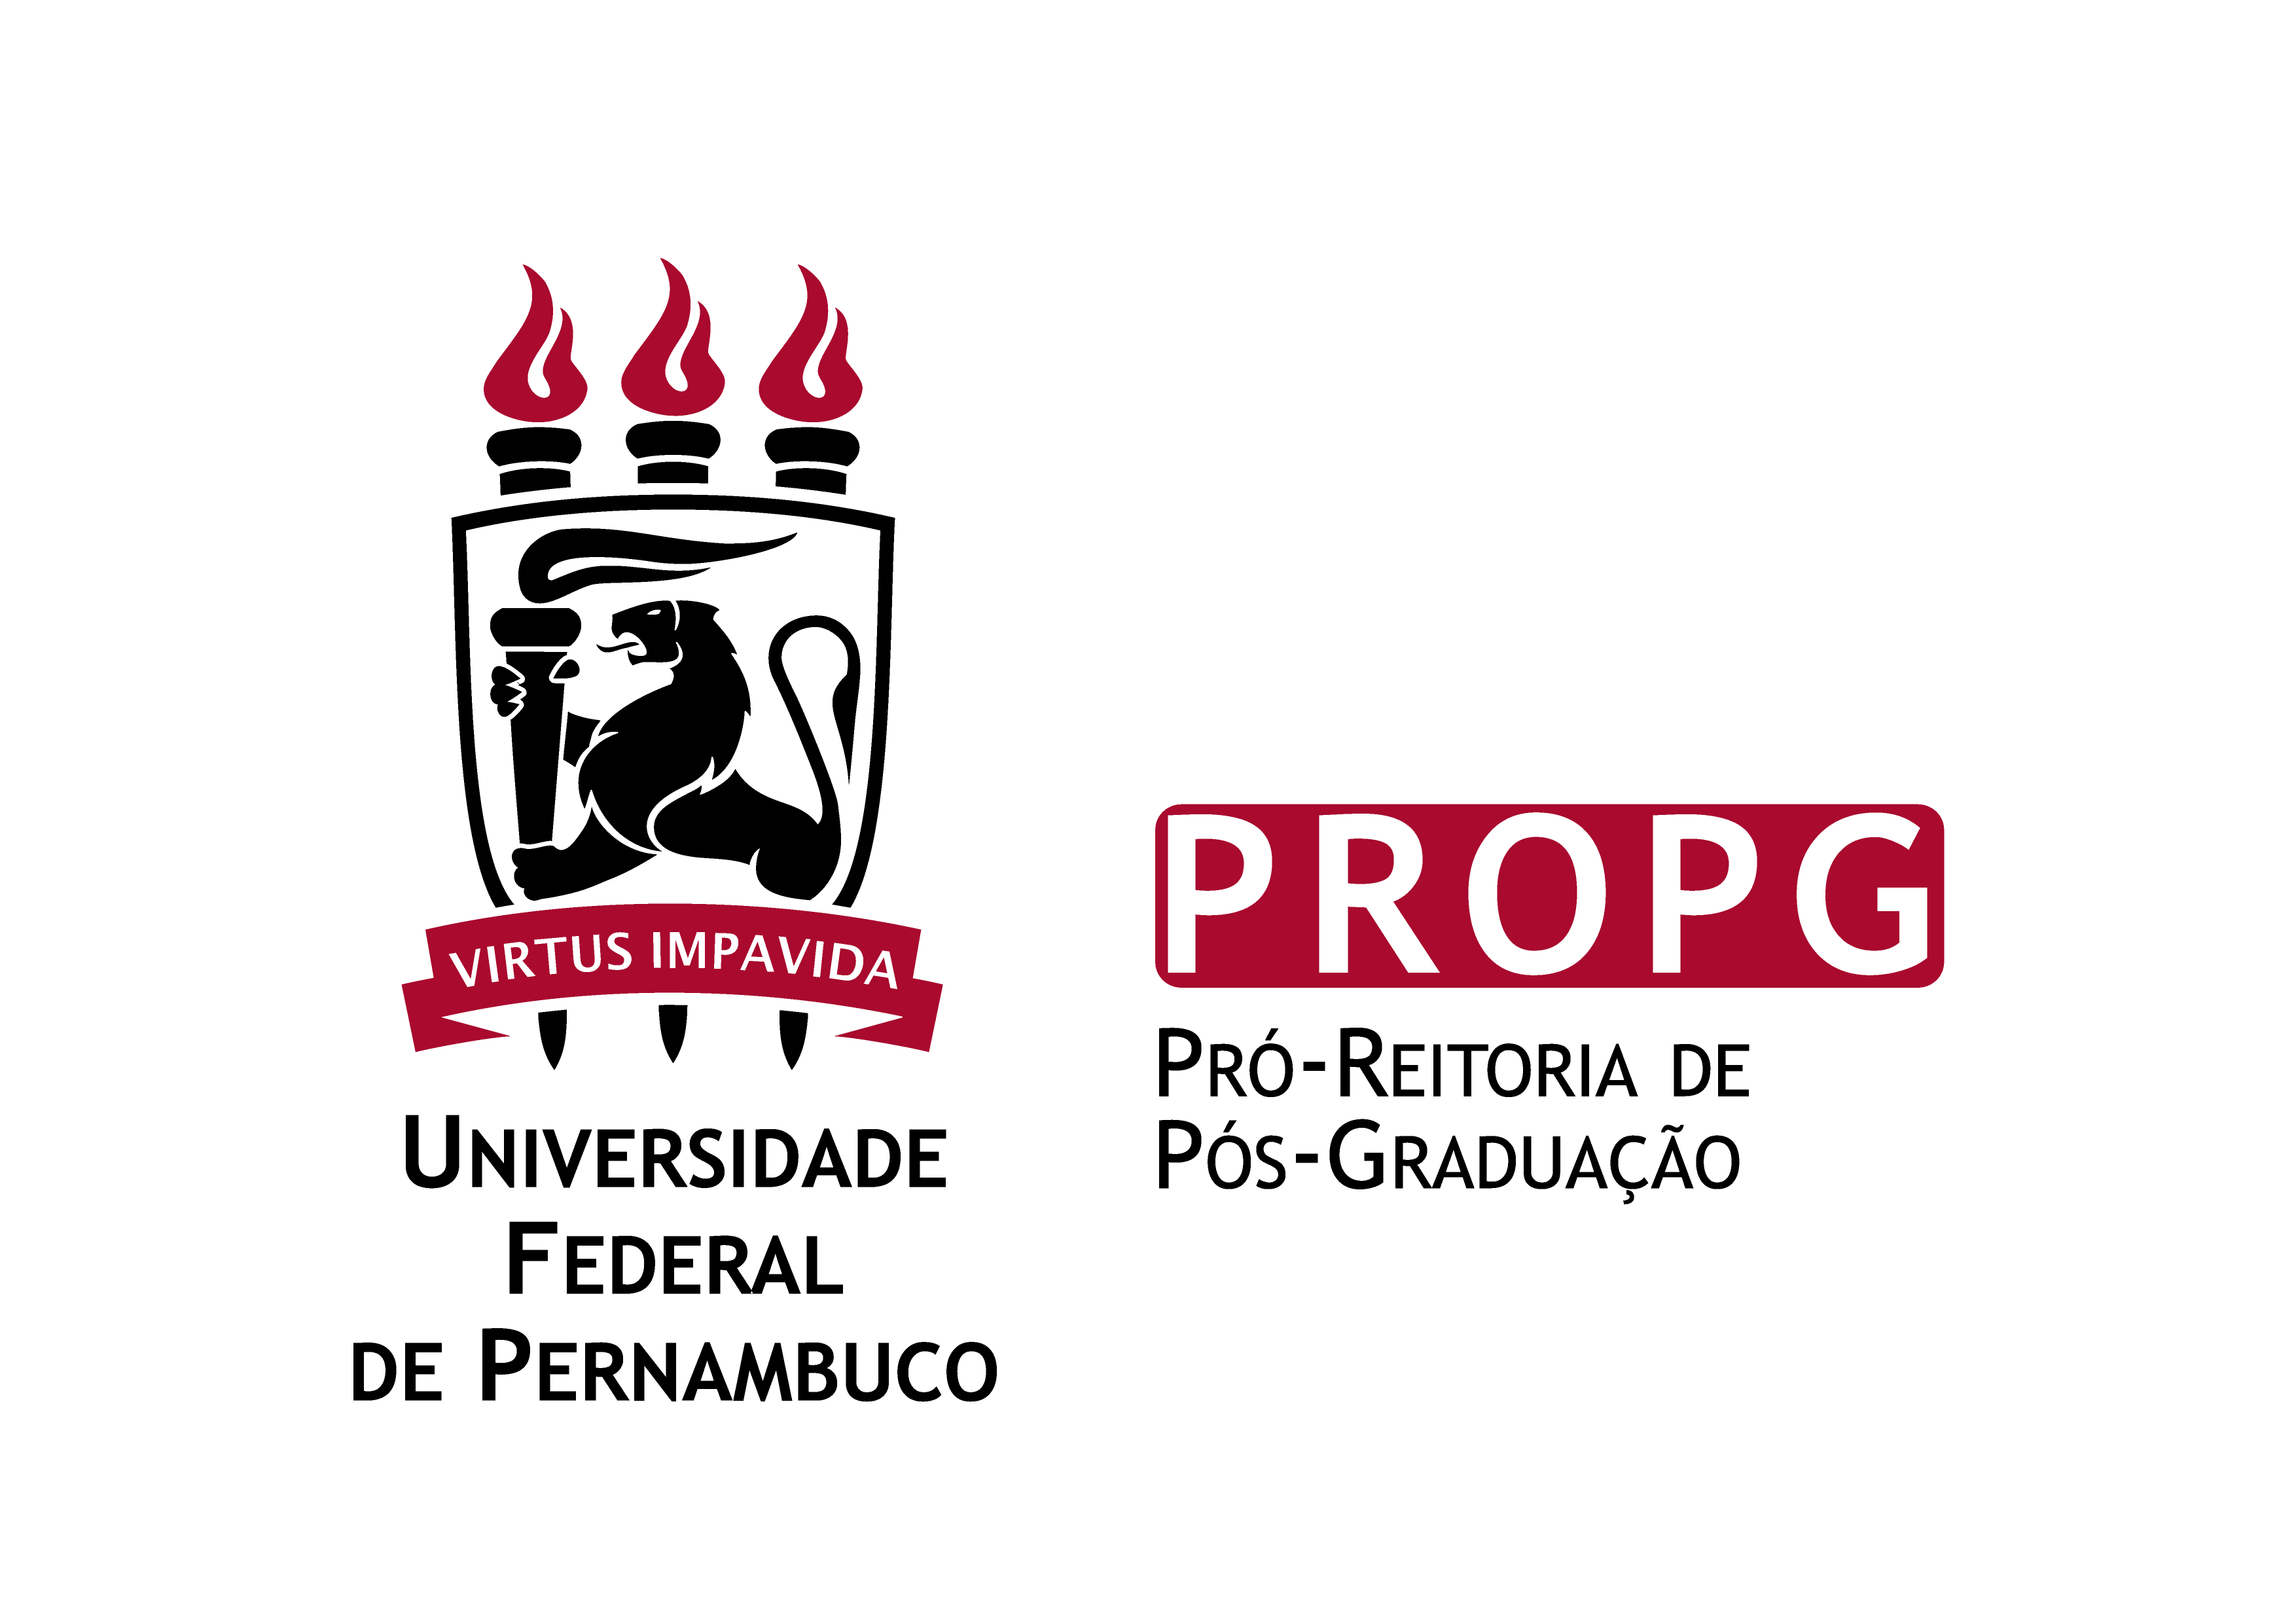 VIRTUS IMPAVIDA
UNIVERSIDADE
FEDERAL
DE PERNAMBUCO
PROPG
PRÓ-REITORIA DE
PÓS-GRADUAÇÃO